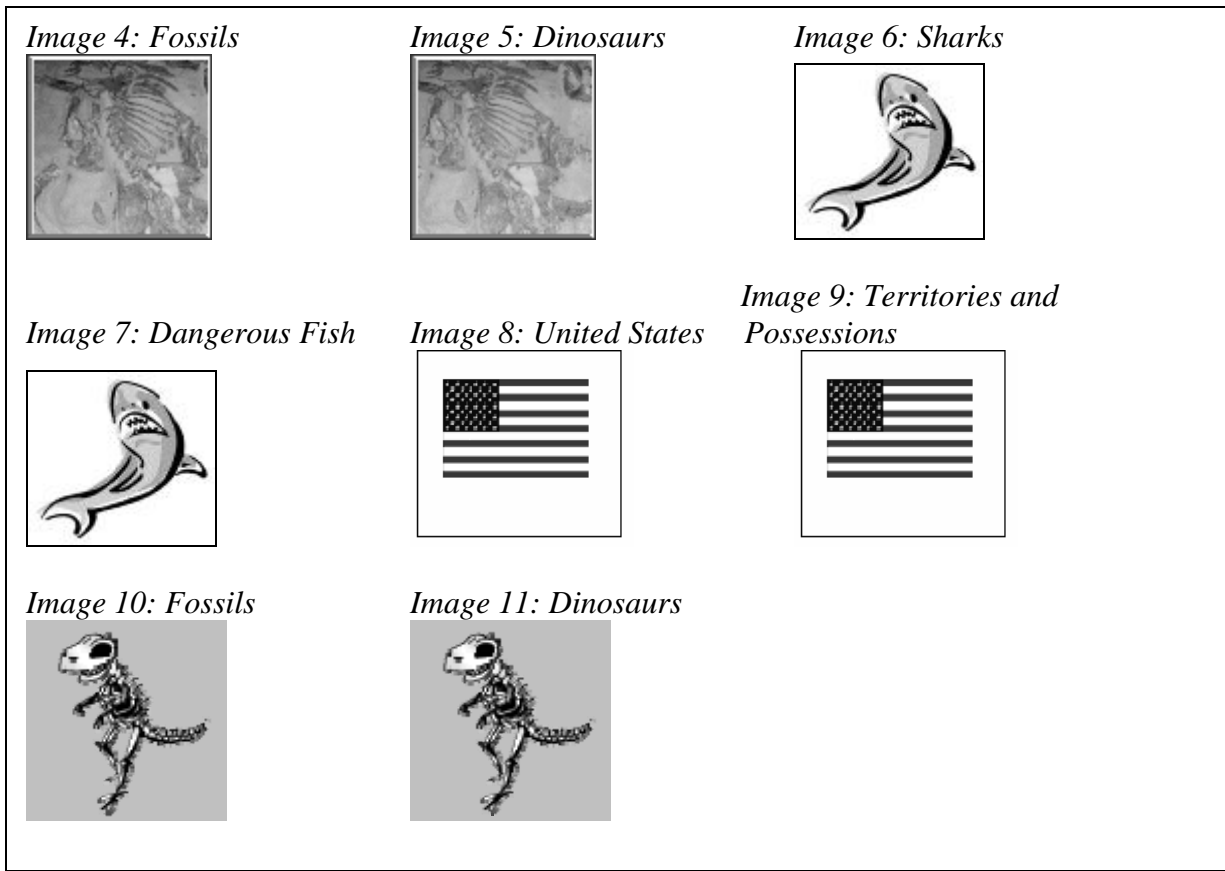 Image 4: Fossils
Image 5: Dinosaurs
Image 6: Sharks
Image 7: Dangerous Fish
Image 8: United States
Image 9: Territories and
Possessions
Image 10: Fossils
Image 11: Dinosaurs